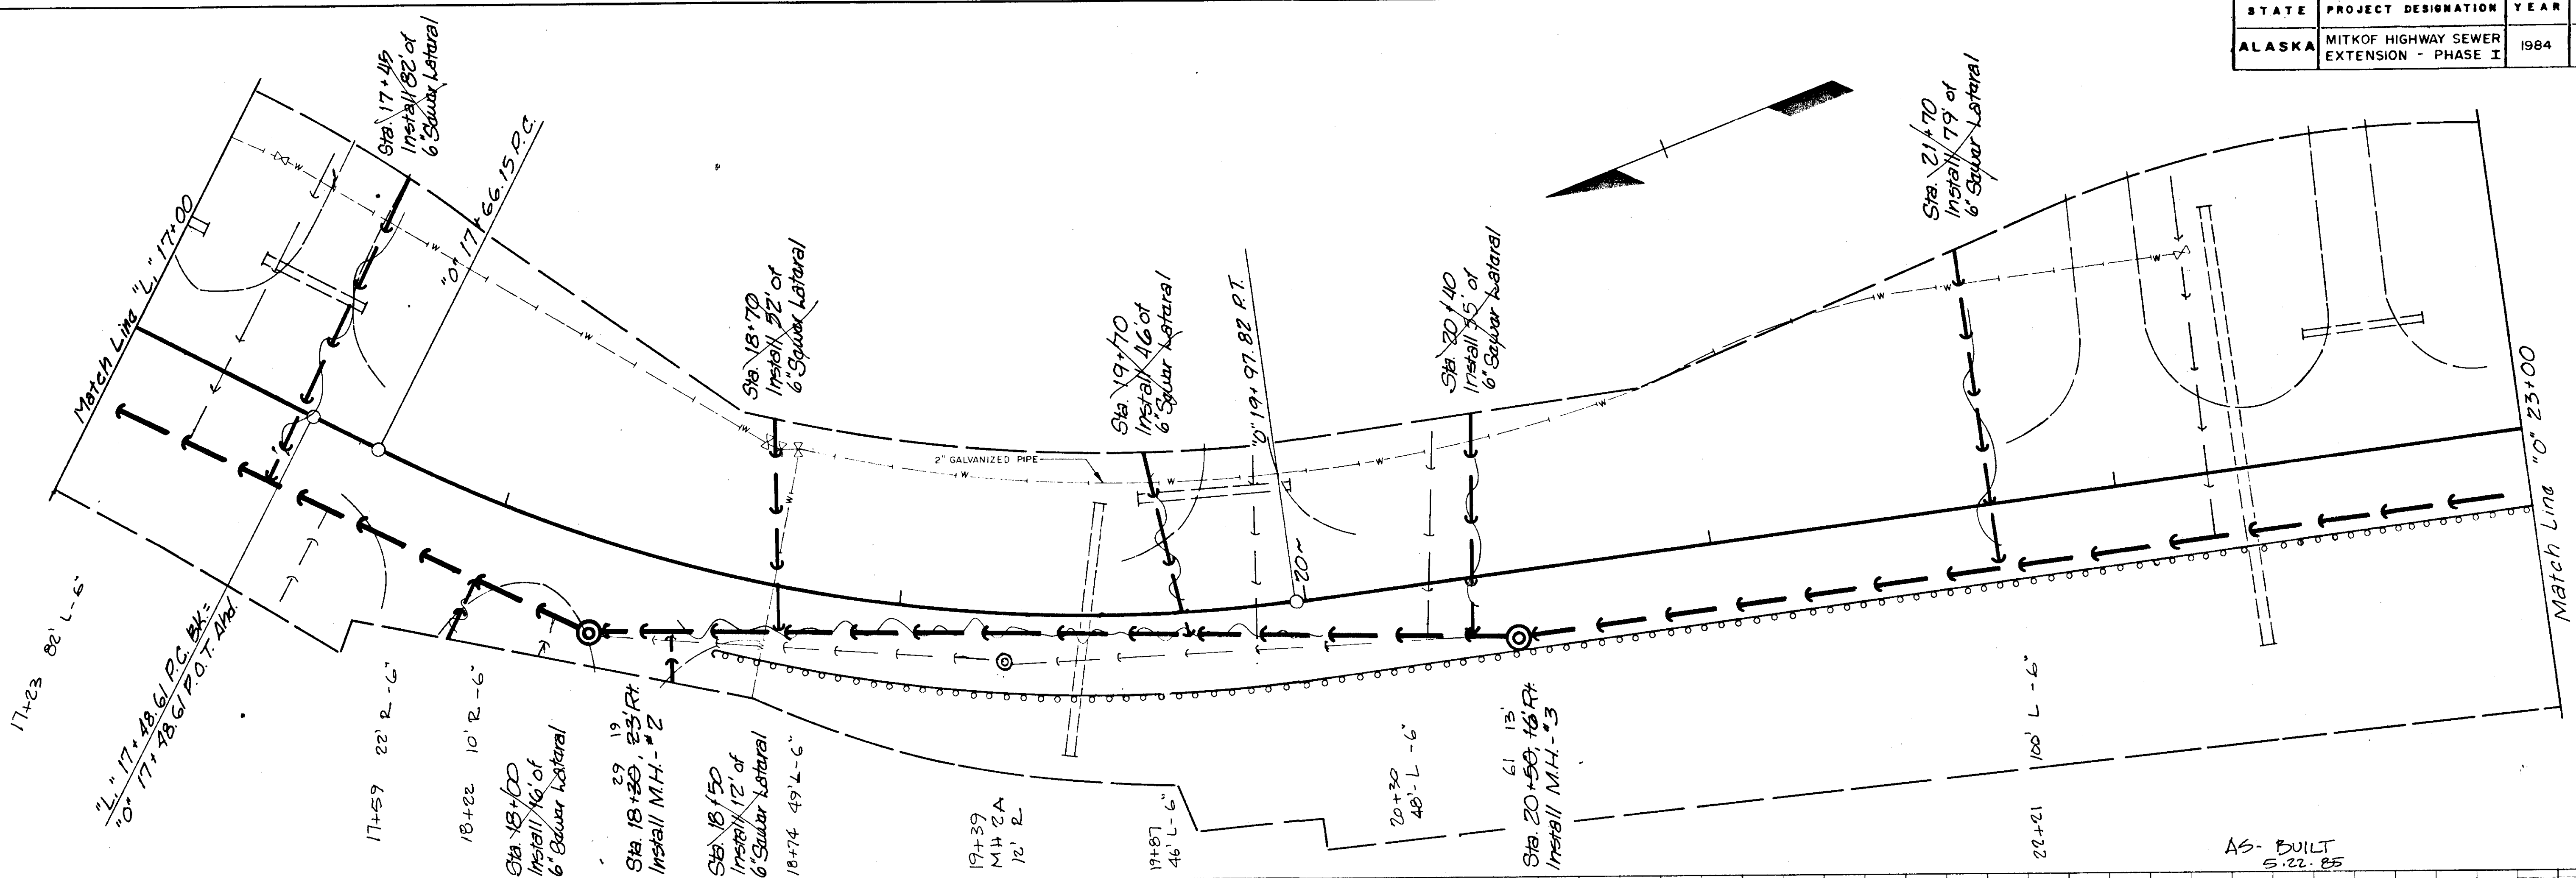 STATE PROJECT DESIGNATION YEAR
ALASKA MITKOF HIGHWAY SEWER EXTENSION - PHASE I 1984
Sta. 17+45
Install 82' of
6" Sewer Lateral
"O" 17+66.15 P.C.
Match Line "L" 17+00
Sta. 18+70
Install 52' of
6" Sewer Lateral
Sta. 19+70
Install 46' of
6" Sewer Lateral
"O" 19+97.82 P.T.
Sta. 20+40
Install 55' of
6" Sewer Lateral
Sta. 21+70
Install 79' of
6" Sewer Lateral
2" GALVANIZED PIPE
W
20
Match Line "O" 23+00
17+23 82' L-6"
"L" 17+48.61 P.C. BK.=
"O" 17+48.61 P.O.T. Ahd.
17+59 22' R-6"
18+22 10' R-6"
Sta. 18+00
Install 16' of
6" Sewer Lateral
29 19
Sta. 18+30, 23' Rt.
Install M.H.-#2
Sta. 18+50
Install 12' of
6" Sewer Lateral
18+74 49' L-6"
19+39
MH 2A
12' R
19+87
46' L-6"
20+30
48'-L-6"
61 13'
Sta. 20+50, 16' Rt.
Install M.H.-#3
22+21 100' L-6"
AS-BUILT
5.22.85